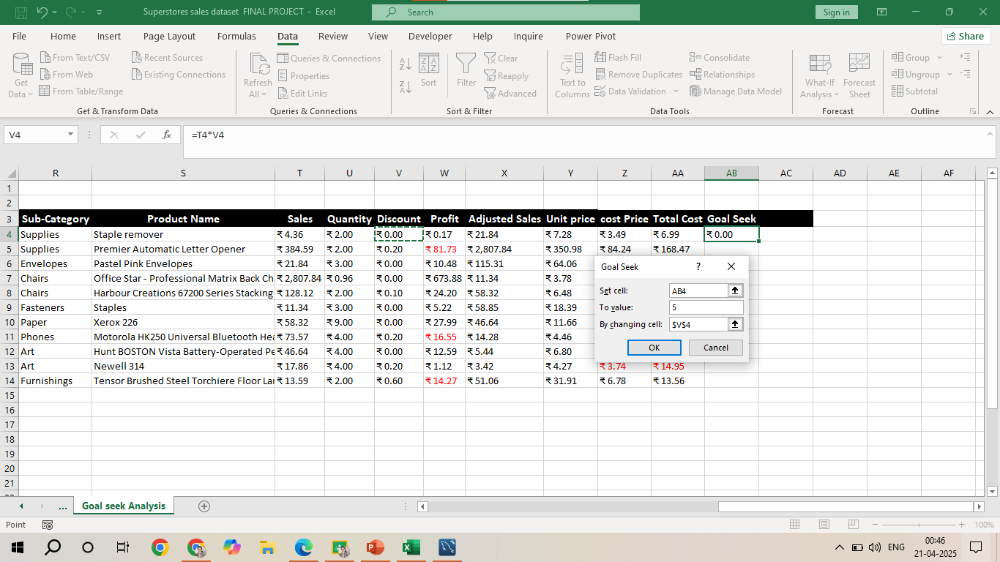 Superstores sales dataset FINAL PROJECT - Excel
Search
Sign in
File Home Insert Page Layout Formulas Data Review View Developer Help Inquire Power Pivot
Share
Get Data
From Text/CSV
From Web
From Table/Range
Recent Sources
Existing Connections
Get & Transform Data
Refresh All
Queries & Connections
Properties
Edit Links
Queries & Connections
Sort
Filter
Clear
Reapply
Advanced
Sort & Filter
Text to Columns
Flash Fill
Remove Duplicates
Data Validation
Consolidate
Relationships
Manage Data Model
Data Tools
What-If Analysis
Forecast Sheet
Forecast
Group
Ungroup
Subtotal
Outline
V4
fx
=T4*V4
R S T U V W X Y Z AA AB AC AD AE AF
1
2
3 Sub-Category Product Name Sales Quantity Discount Profit Adjusted Sales Unit price cost Price Total Cost Goal Seek
4 Supplies Staple remover ₹ 4.36 ₹ 2.00 ₹ 0.00 ₹ 0.17 ₹ 21.84 ₹ 7.28 ₹ 3.49 ₹ 6.99 ₹ 0.00
5 Supplies Premier Automatic Letter Opener ₹ 384.59 ₹ 2.00 ₹ 0.20 ₹ 81.73 ₹ 2,807.84 ₹ 350.98 ₹ 84.24 ₹ 168.47
6 Envelopes Pastel Pink Envelopes ₹ 21.84 ₹ 3.00 ₹ 0.00 ₹ 10.48 ₹ 115.31 ₹ 64.06
7 Chairs Office Star - Professional Matrix Back Ch ₹ 2,807.84 ₹ 0.96 ₹ 0.00 ₹ 673.88 ₹ 11.34 ₹ 3.78
8 Chairs Harbour Creations 67200 Series Stacking ₹ 128.12 ₹ 2.00 ₹ 0.10 ₹ 24.20 ₹ 58.32 ₹ 6.48
9 Fasteners Staples ₹ 11.34 ₹ 3.00 ₹ 0.00 ₹ 5.22 ₹ 58.85 ₹ 18.39
10 Paper Xerox 226 ₹ 58.32 ₹ 9.00 ₹ 0.00 ₹ 27.99 ₹ 46.64 ₹ 11.66
11 Phones Motorola HK250 Universal Bluetooth Hea ₹ 73.57 ₹ 4.00 ₹ 0.20 ₹ 16.55 ₹ 14.28 ₹ 4.46
12 Art Hunt BOSTON Vista Battery-Operated Pe ₹ 46.64 ₹ 4.00 ₹ 0.00 ₹ 12.59 ₹ 5.44 ₹ 6.80
13 Art Newell 314 ₹ 17.86 ₹ 4.00 ₹ 0.20 ₹ 1.12 ₹ 3.42 ₹ 4.27 ₹ 3.74 ₹ 14.95
14 Furnishings Tensor Brushed Steel Torchiere Floor Lar ₹ 13.59 ₹ 2.00 ₹ 0.60 ₹ 14.27 ₹ 51.06 ₹ 31.91 ₹ 6.78 ₹ 13.56
15
16
17
18
19
20
21
Goal Seek ?
Set cell: AB4
To value: 5
By changing cell: $V$4
OK Cancel
... Goal seek Analysis
Point
100%
ENG
00:46
21-04-2025